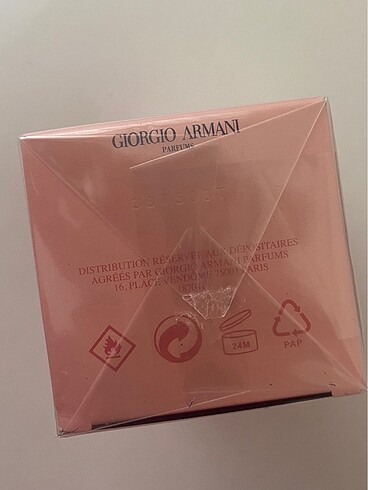 GIORGIO ARMANI
PARFUMS
DISTRIBUTION RÉSERVÉE AUX DÉPOSITAIRES
AGRÉÉS PAR GIORGIO ARMANI PARFUMS
16, PLACE VENDÔME 75001 PARIS
24M
PAP